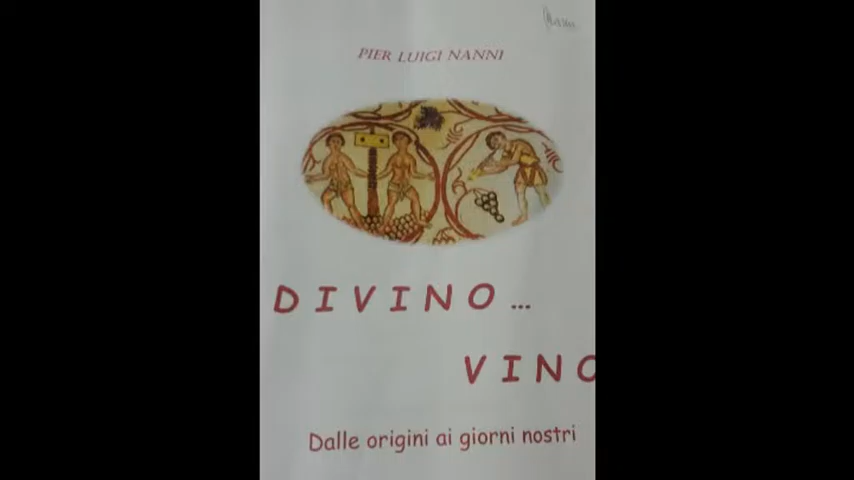 PIER LUIGI NANNI
DIVINO...
VINO
Dalle origini ai giorni nostri